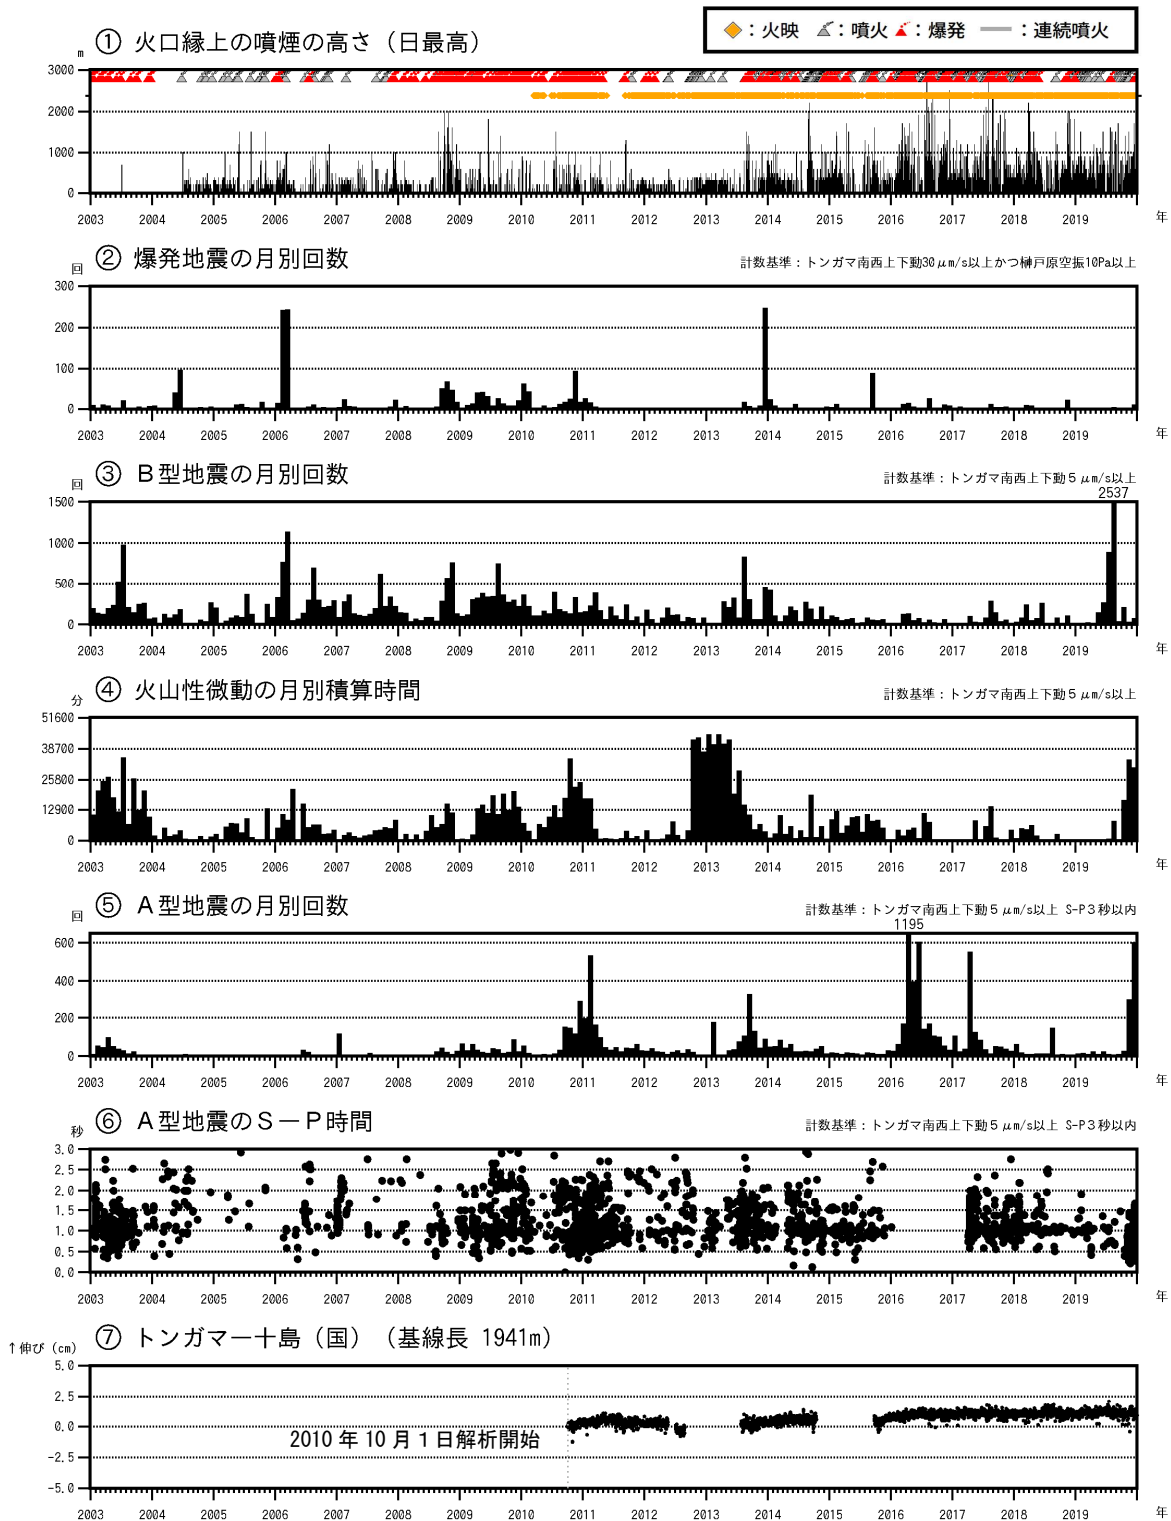 ◆：火映 ：噴火 ：爆発 ：連続噴火
① 火口縁上の噴煙の高さ（日最高）
m
3000
2000
1000
0
2003 2004 2005 2006 2007 2008 2009 2010 2011 2012 2013 2014 2015 2016 2017 2018 2019 年
② 爆発地震の月別回数
計数基準：トンガマ南西上下動30μm/s以上かつ榊戸原空振10Pa以上
回
300
200
100
0
2003 2004 2005 2006 2007 2008 2009 2010 2011 2012 2013 2014 2015 2016 2017 2018 2019 年
③ B型地震の月別回数
計数基準：トンガマ南西上下動５μm/s以上
回
2537
1500
1000
500
0
2003 2004 2005 2006 2007 2008 2009 2010 2011 2012 2013 2014 2015 2016 2017 2018 2019 年
④ 火山性微動の月別積算時間
計数基準：トンガマ南西上下動５μm/s以上
分
51600
38700
25800
12900
0
2003 2004 2005 2006 2007 2008 2009 2010 2011 2012 2013 2014 2015 2016 2017 2018 2019 年
⑤ A型地震の月別回数
計数基準：トンガマ南西上下動５μm/s以上 S-P３秒以内
回
1195
600
400
200
0
2003 2004 2005 2006 2007 2008 2009 2010 2011 2012 2013 2014 2015 2016 2017 2018 2019 年
⑥ A型地震のS－P時間
計数基準：トンガマ南西上下動５μm/s以上 S-P３秒以内
秒
3.0
2.5
2.0
1.5
1.0
0.5
0.0
2003 2004 2005 2006 2007 2008 2009 2010 2011 2012 2013 2014 2015 2016 2017 2018 2019 年
⑦ トンガマー十島（国）（基線長 1941m）
↑伸び（cm）
5.0
2.5
0.0
-2.5
-5.0
2010年10月１日解析開始
2003 2004 2005 2006 2007 2008 2009 2010 2011 2012 2013 2014 2015 2016 2017 2018 2019 年